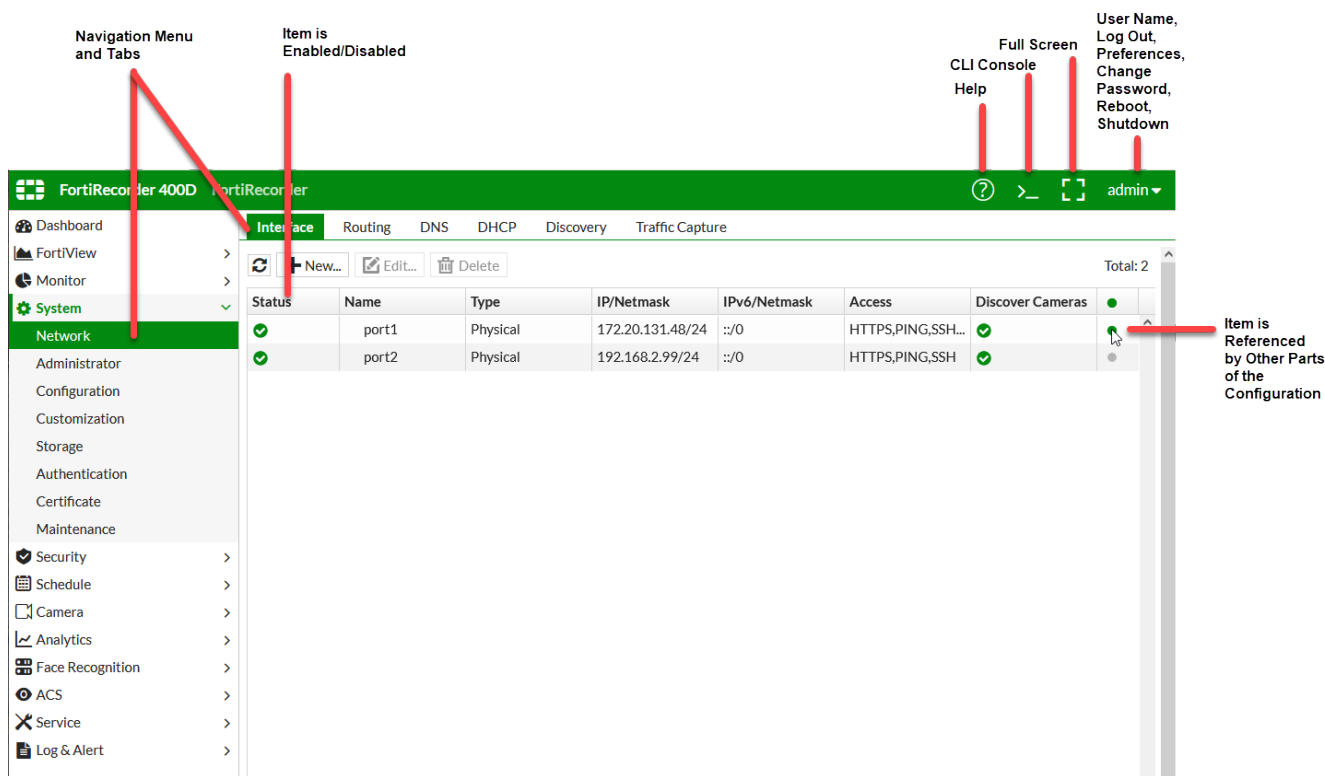 User Name,
Log Out,
Preferences,
Change
Password,
Reboot,
Shutdown
Navigation Menu
and Tabs
Item is
Enabled/Disabled
Full Screen
CLI Console
Help
FortiRecorder 400D FortiRecorder
? >_ admin
Dashboard
FortiView
Monitor
System
Network
Administrator
Configuration
Customization
Storage
Authentication
Certificate
Maintenance
Security
Schedule
Camera
Analytics
Face Recognition
ACS
Service
Log & Alert
Interface Routing DNS DHCP Discovery Traffic Capture
New... Edit... Delete Total: 2
Status Name Type IP/Netmask IPv6/Netmask Access Discover Cameras
port1 Physical 172.20.131.48/24 ::/0 HTTPS,PING,SSH...
port2 Physical 192.168.2.99/24 ::/0 HTTPS,PING,SSH
Item is
Referenced
by Other Parts
of the
Configuration